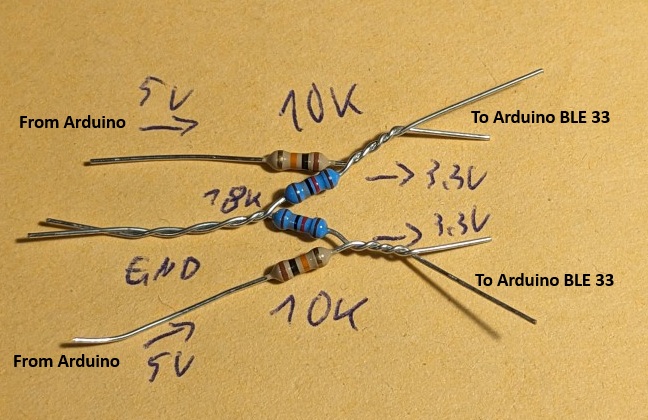 5V
10K
From Arduino
To Arduino BLE 33
→ 3.3V
18K
→ 3.3V
GND
To Arduino BLE 33
10K
From Arduino
5V